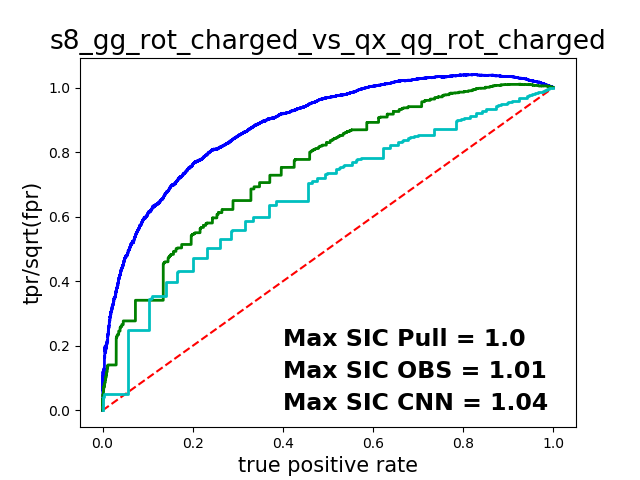 s8_gg_rot_charged_vs_qx_qg_rot_charged
tpr/sqrt(fpr)
1.0
0.8
0.6
0.4
0.2
0.0
Max SIC Pull = 1.0
Max SIC OBS = 1.01
Max SIC CNN = 1.04
0.0 0.2 0.4 0.6 0.8 1.0
true positive rate